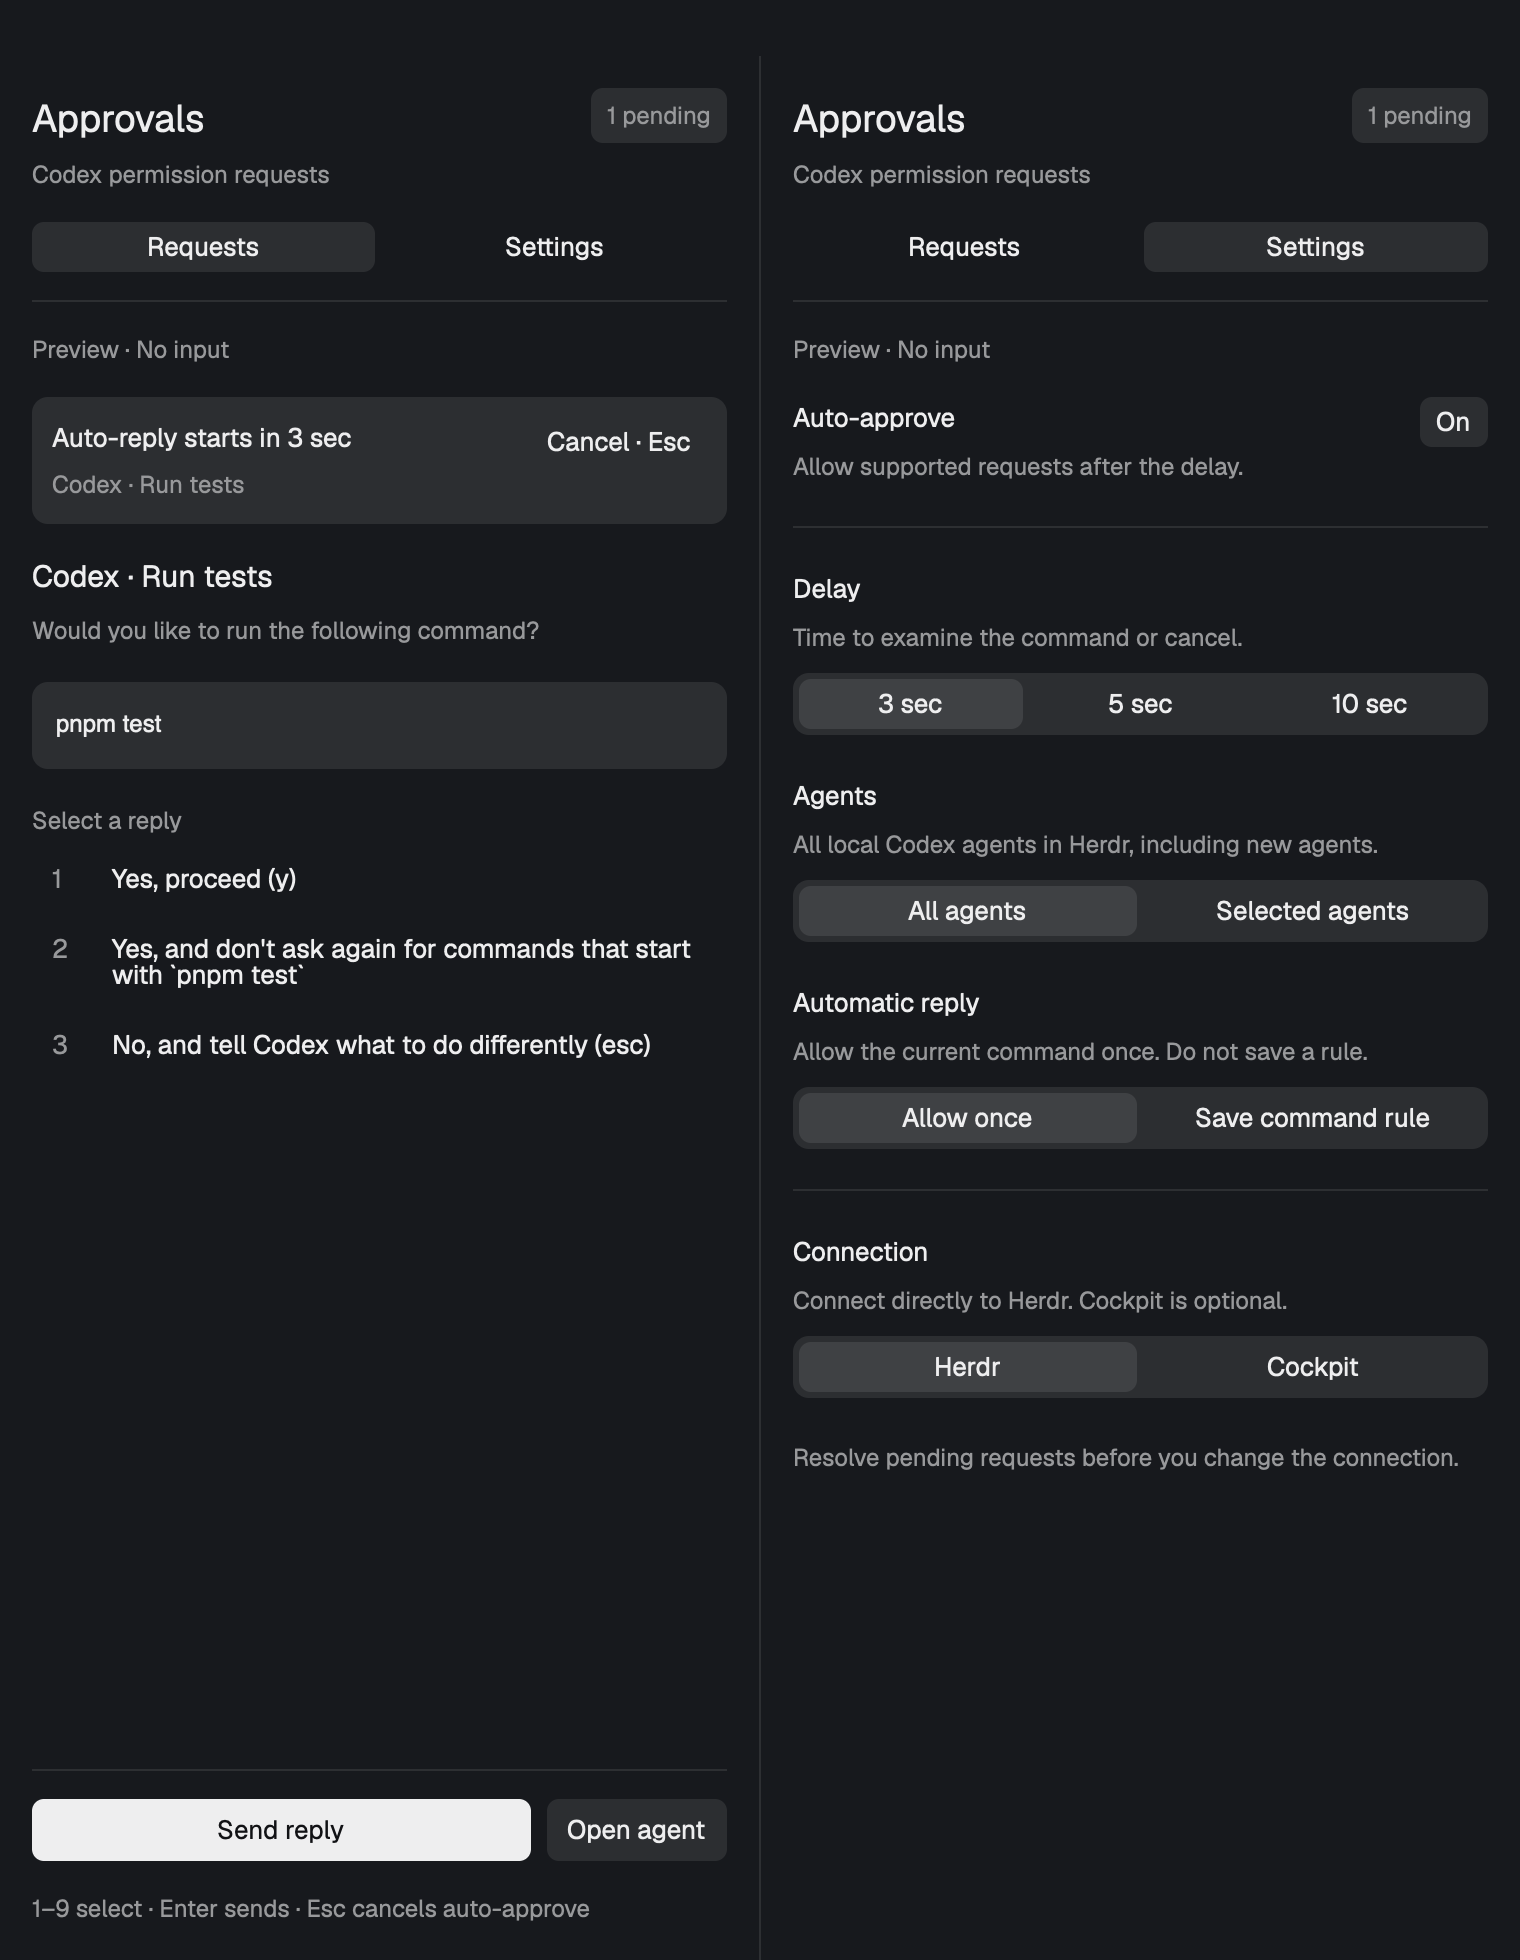 Approvals
1 pending
Codex permission requests
Requests
Settings
Preview · No input
Auto-reply starts in 3 sec
Cancel · Esc
Codex · Run tests
Codex · Run tests
Would you like to run the following command?
pnpm test
Select a reply
1 Yes, proceed (y)
2 Yes, and don't ask again for commands that start
with `pnpm test`
3 No, and tell Codex what to do differently (esc)
Send reply
Open agent
1–9 select · Enter sends · Esc cancels auto-approve
Approvals
1 pending
Codex permission requests
Requests
Settings
Preview · No input
Auto-approve
On
Allow supported requests after the delay.
Delay
Time to examine the command or cancel.
3 sec
5 sec
10 sec
Agents
All local Codex agents in Herdr, including new agents.
All agents
Selected agents
Automatic reply
Allow the current command once. Do not save a rule.
Allow once
Save command rule
Connection
Connect directly to Herdr. Cockpit is optional.
Herdr
Cockpit
Resolve pending requests before you change the connection.